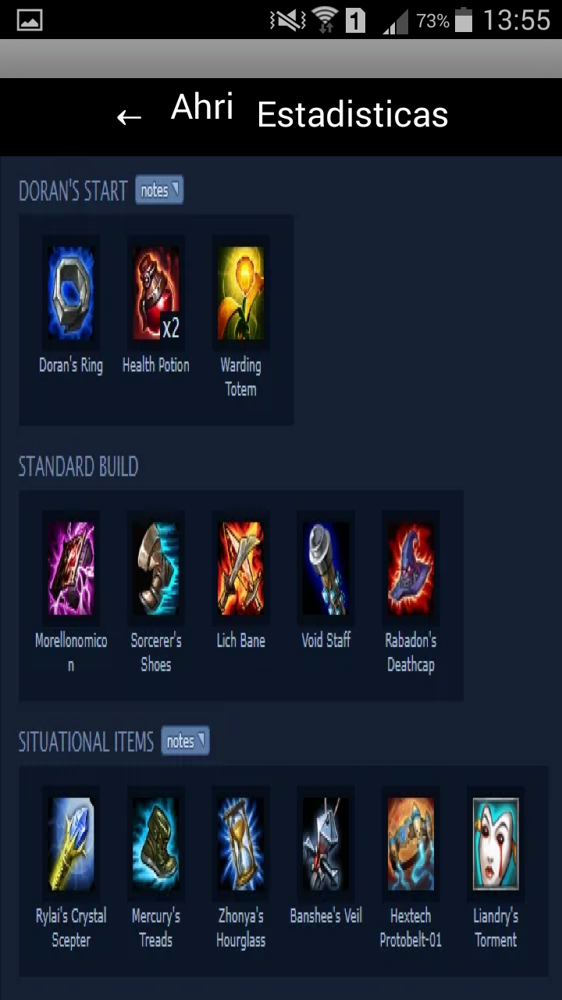 1 73% 13:55
← Ahri Estadisticas
DORAN'S START notes
x2
Doran's Ring Health Potion Warding
Totem
STANDARD BUILD
Morellonomico Sorcerer's Lich Bane Void Staff Rabadon's
n Shoes Deathcap
SITUATIONAL ITEMS notes
Rylai's Crystal Mercury's Zhonya's Banshee's Veil Hextech Liandry's
Scepter Treads Hourglass Protobelt-01 Torment